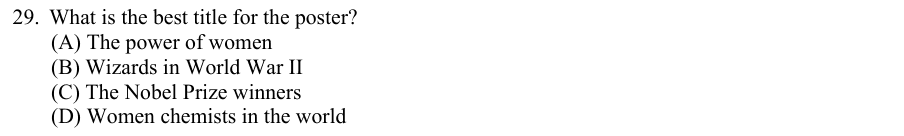 29. What is the best title for the poster?
(A) The power of women
(B) Wizards in World War II
(C) The Nobel Prize winners
(D) Women chemists in the world